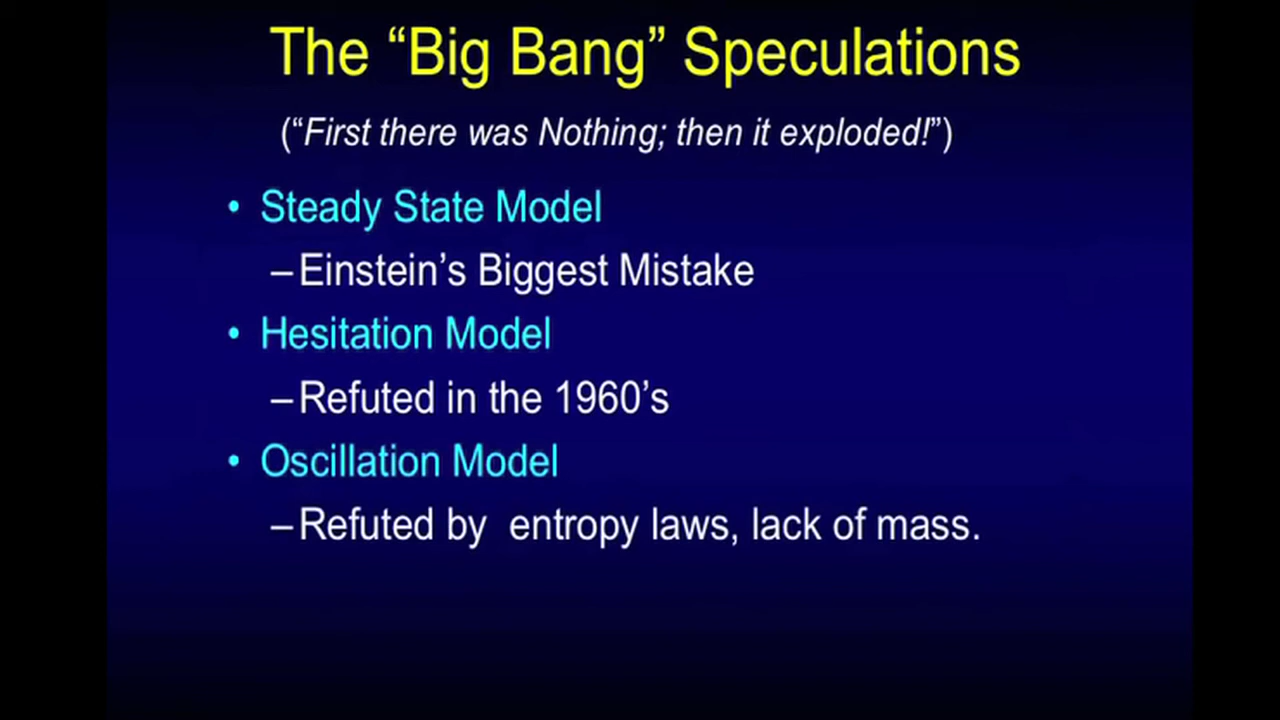 The “Big Bang” Speculations
(“First there was Nothing; then it exploded!”)
• Steady State Model
–Einstein’s Biggest Mistake
• Hesitation Model
–Refuted in the 1960’s
• Oscillation Model
–Refuted by  entropy laws, lack of mass.